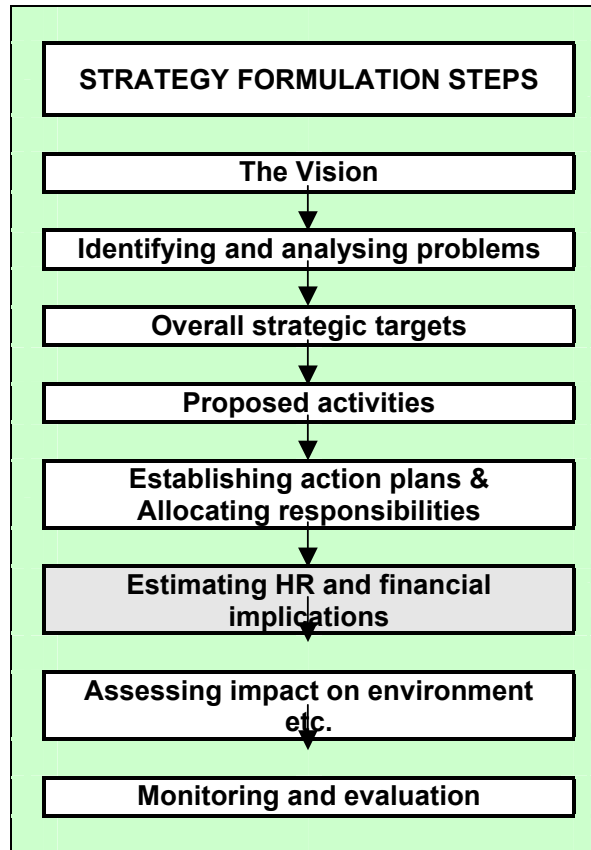 STRATEGY FORMULATION STEPS
The Vision
Identifying and analysing problems
Overall strategic targets
Proposed activities
Establishing action plans &
Allocating responsibilities
Estimating HR and financial
implications
Assessing impact on environment
etc.
Monitoring and evaluation